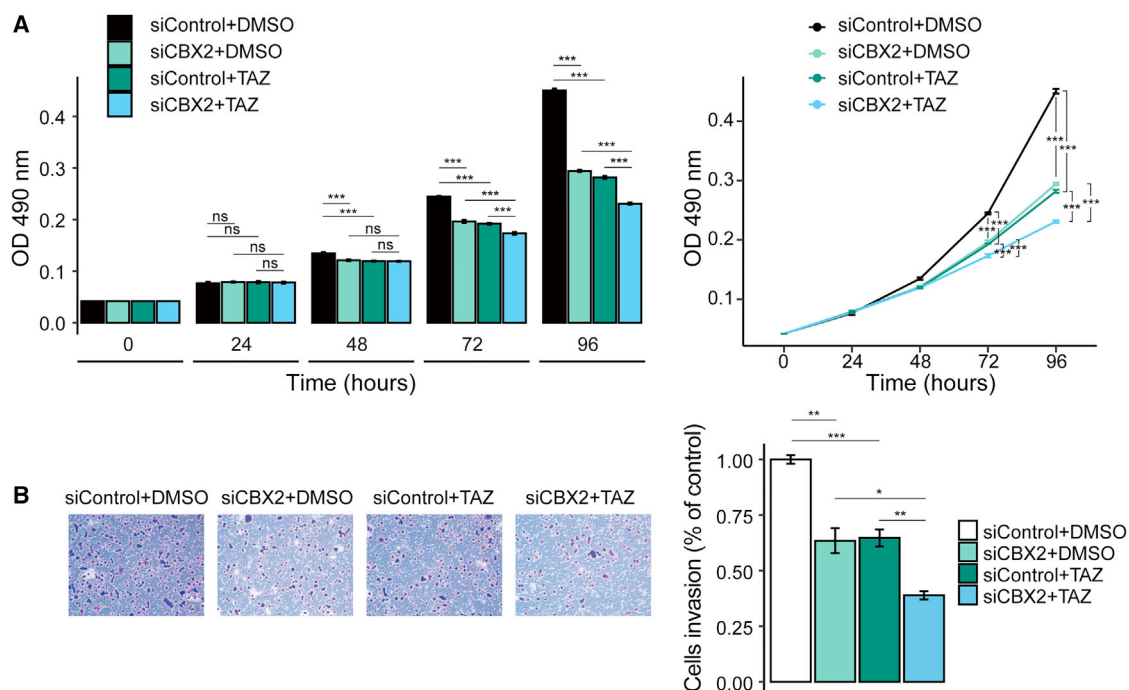 A
siControl+DMSO
siCBX2+DMSO
siControl+TAZ
siCBX2+TAZ
OD 490 nm
0.4
0.3
0.2
0.1
0.0
ns
ns
ns
ns
***
***
ns
ns
***
***
***
***
***
***
***
***
0
24
48
72
96
Time (hours)
siControl+DMSO
siCBX2+DMSO
siControl+TAZ
siCBX2+TAZ
OD 490 nm
0.4
0.3
0.2
0.1
***
***
***
***
***
***
***
***
0
24
48
72
96
Time (hours)
B
siControl+DMSO
siCBX2+DMSO
siControl+TAZ
siCBX2+TAZ
Cells invasion (% of control)
1.00
0.75
0.50
0.25
0.00
**
***
*
**
siControl+DMSO
siCBX2+DMSO
siControl+TAZ
siCBX2+TAZ